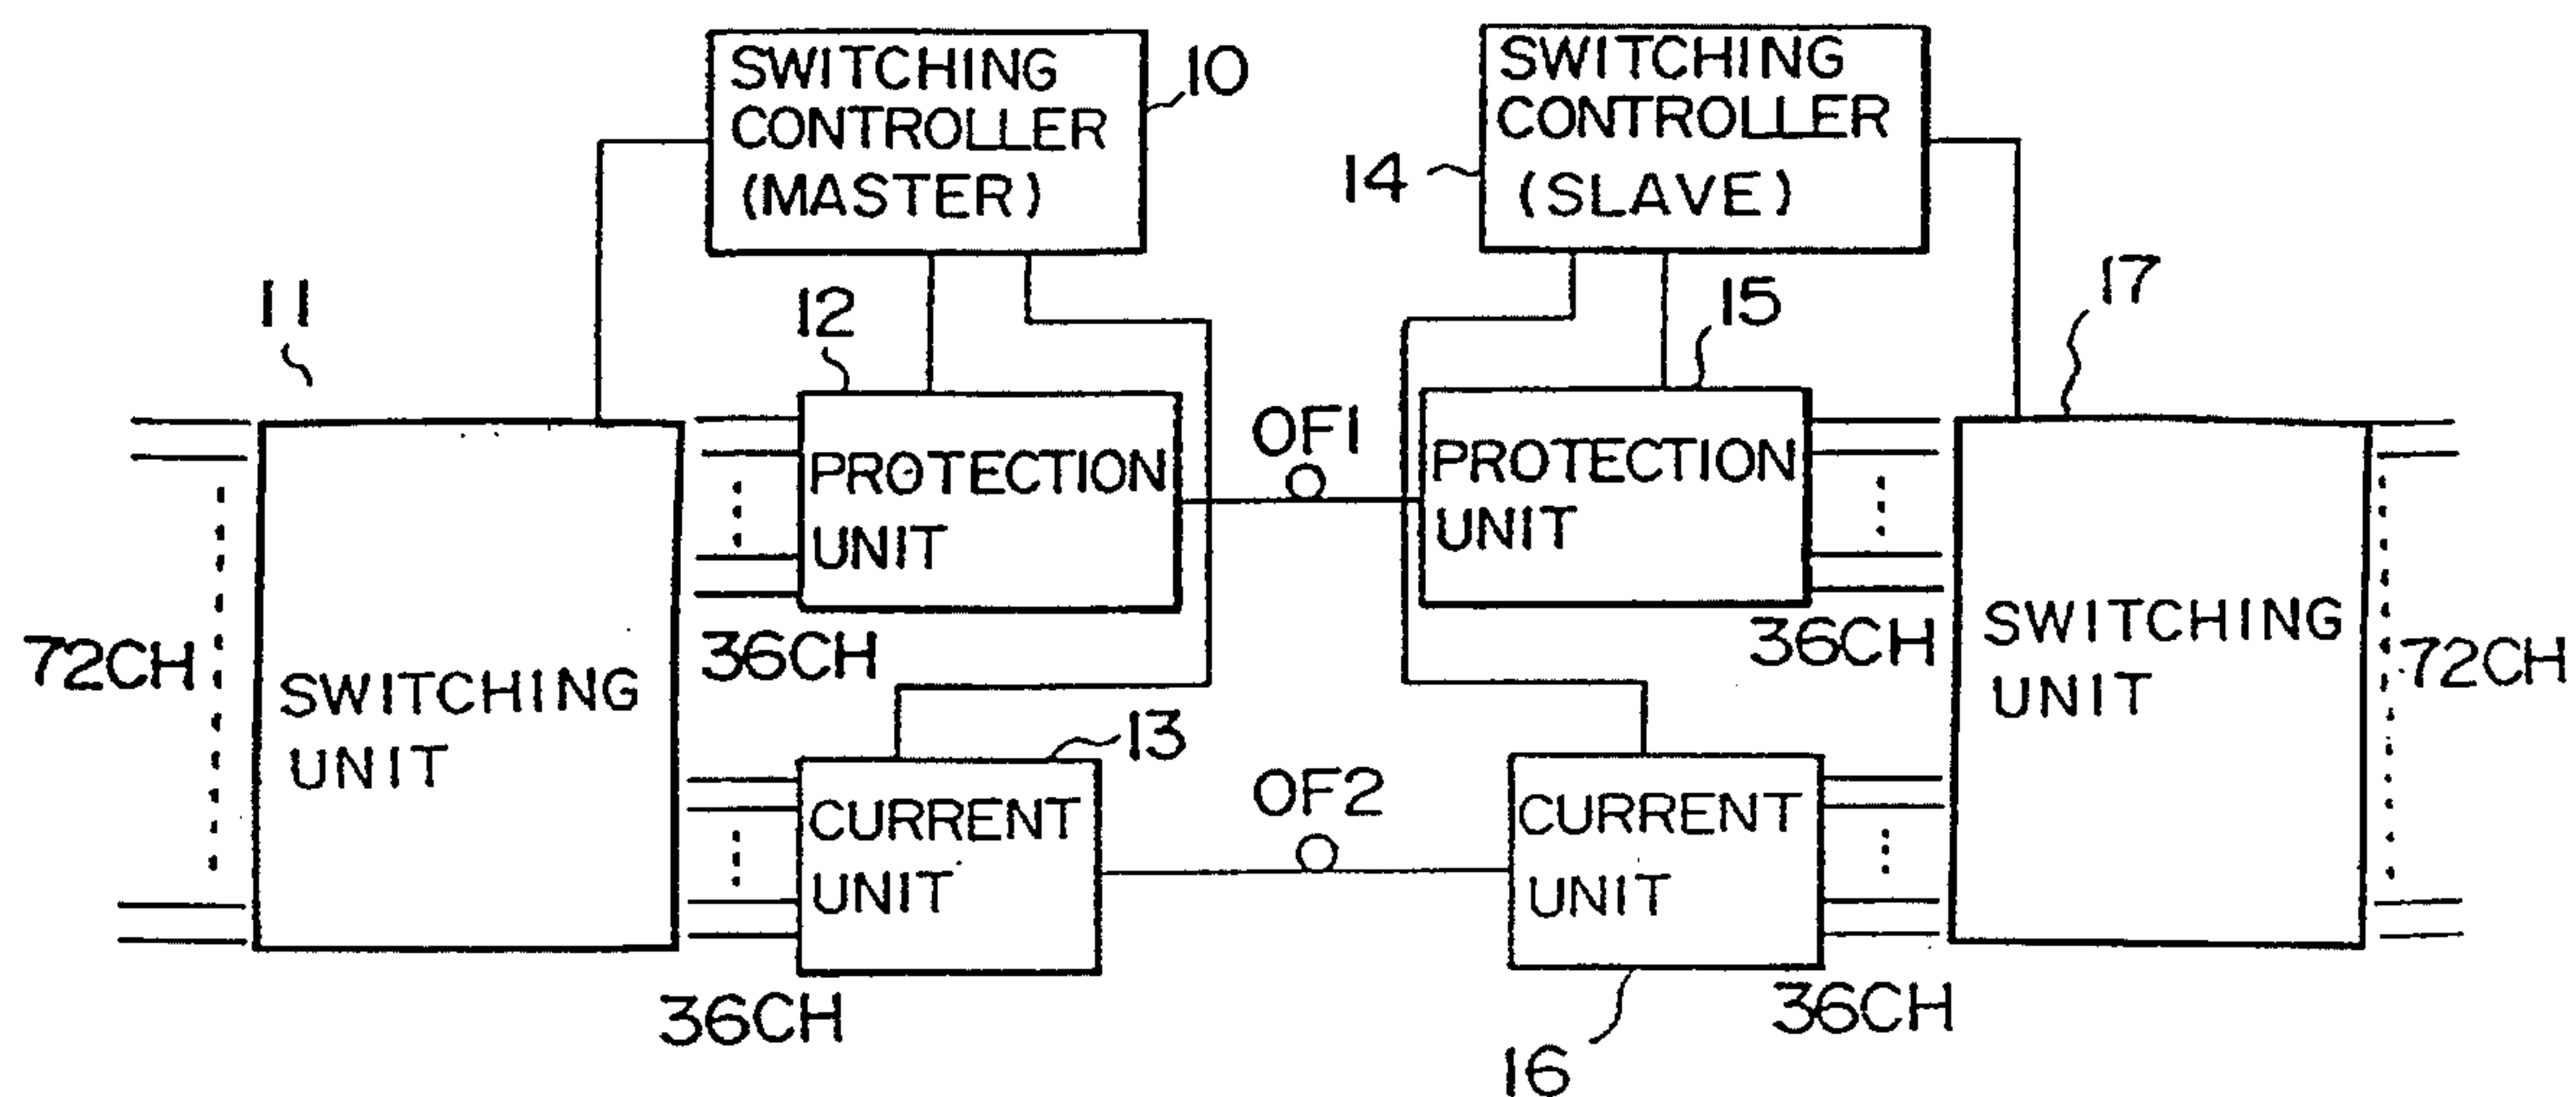 SWITCHING
CONTROLLER
(MASTER)
10
SWITCHING
CONTROLLER
(SLAVE)
14
11
12
15
17
OF1
PROTECTION
UNIT
PROTECTION
UNIT
72CH
SWITCHING
UNIT
36CH
36CH
SWITCHING
UNIT
72CH
13
OF2
CURRENT
UNIT
CURRENT
UNIT
36CH
36CH
16